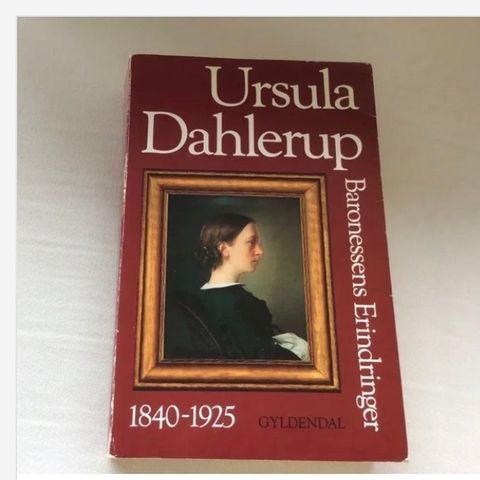 Ursula
Dahlerup
Baronessens Erindringer
1840-1925
GYLDENDAL